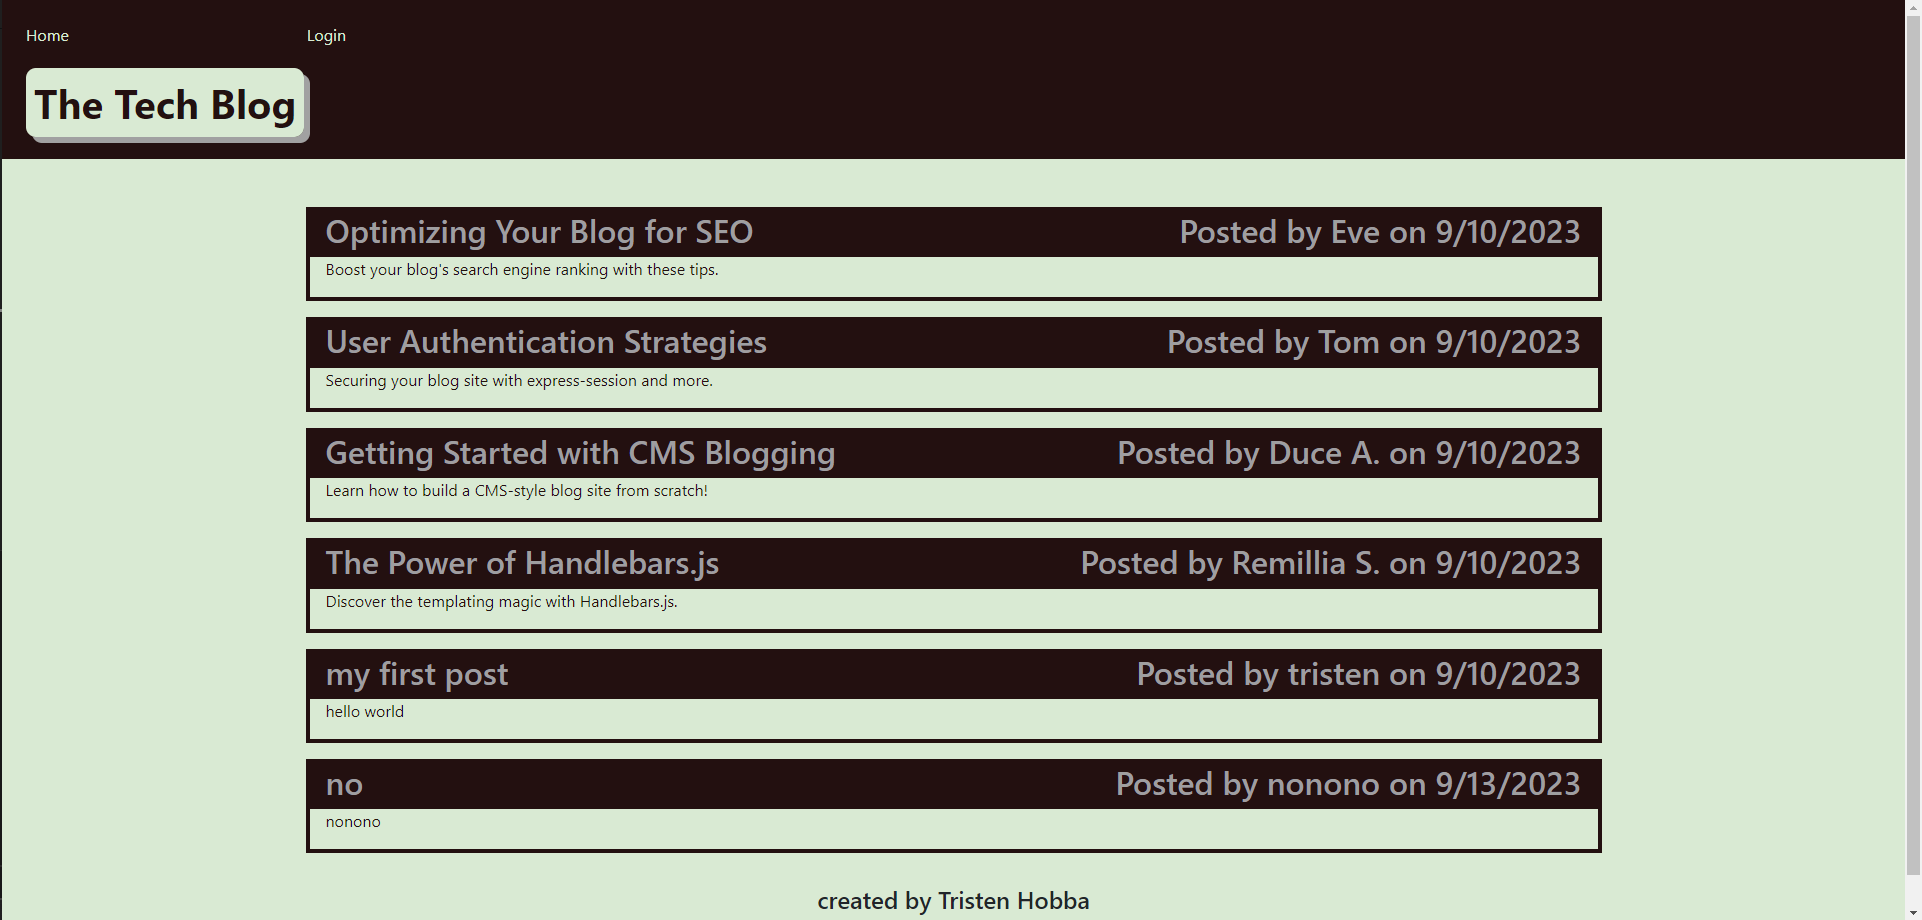 Home Login
The Tech Blog
Optimizing Your Blog for SEO Posted by Eve on 9/10/2023
Boost your blog's search engine ranking with these tips.
User Authentication Strategies Posted by Tom on 9/10/2023
Securing your blog site with express-session and more.
Getting Started with CMS Blogging Posted by Duce A. on 9/10/2023
Learn how to build a CMS-style blog site from scratch!
The Power of Handlebars.js Posted by Remillia S. on 9/10/2023
Discover the templating magic with Handlebars.js.
my first post Posted by tristen on 9/10/2023
hello world
no Posted by nonono on 9/13/2023
nonono
created by Tristen Hobba